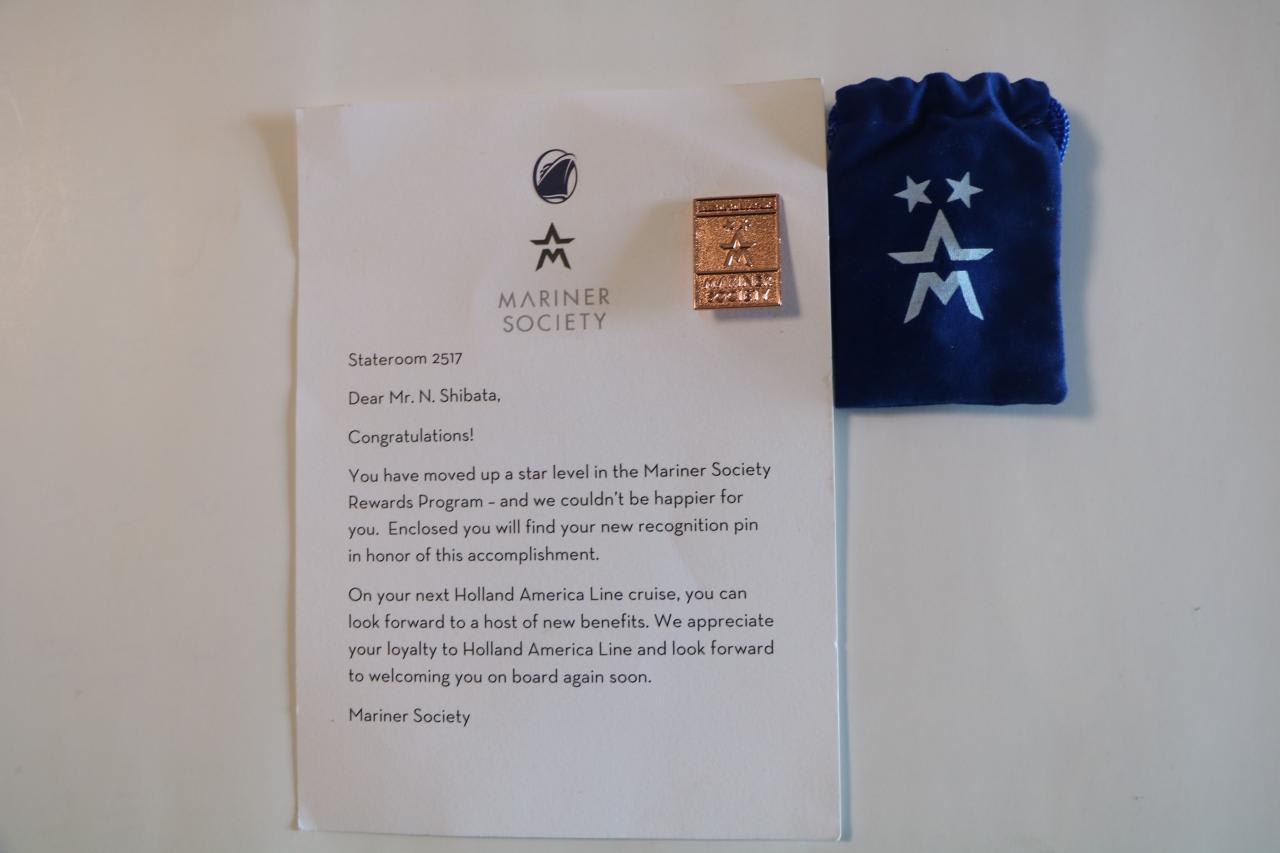 MARINER
SOCIETY
Stateroom 2517
Dear Mr. N. Shibata,
Congratulations!
You have moved up a star level in the Mariner Society
Rewards Program – and we couldn't be happier for
you.  Enclosed you will find your new recognition pin
in honor of this accomplishment.
On your next Holland America Line cruise, you can
look forward to a host of new benefits. We appreciate
your loyalty to Holland America Line and look forward
to welcoming you on board again soon.
Mariner Society
MARINER
SOCIETY